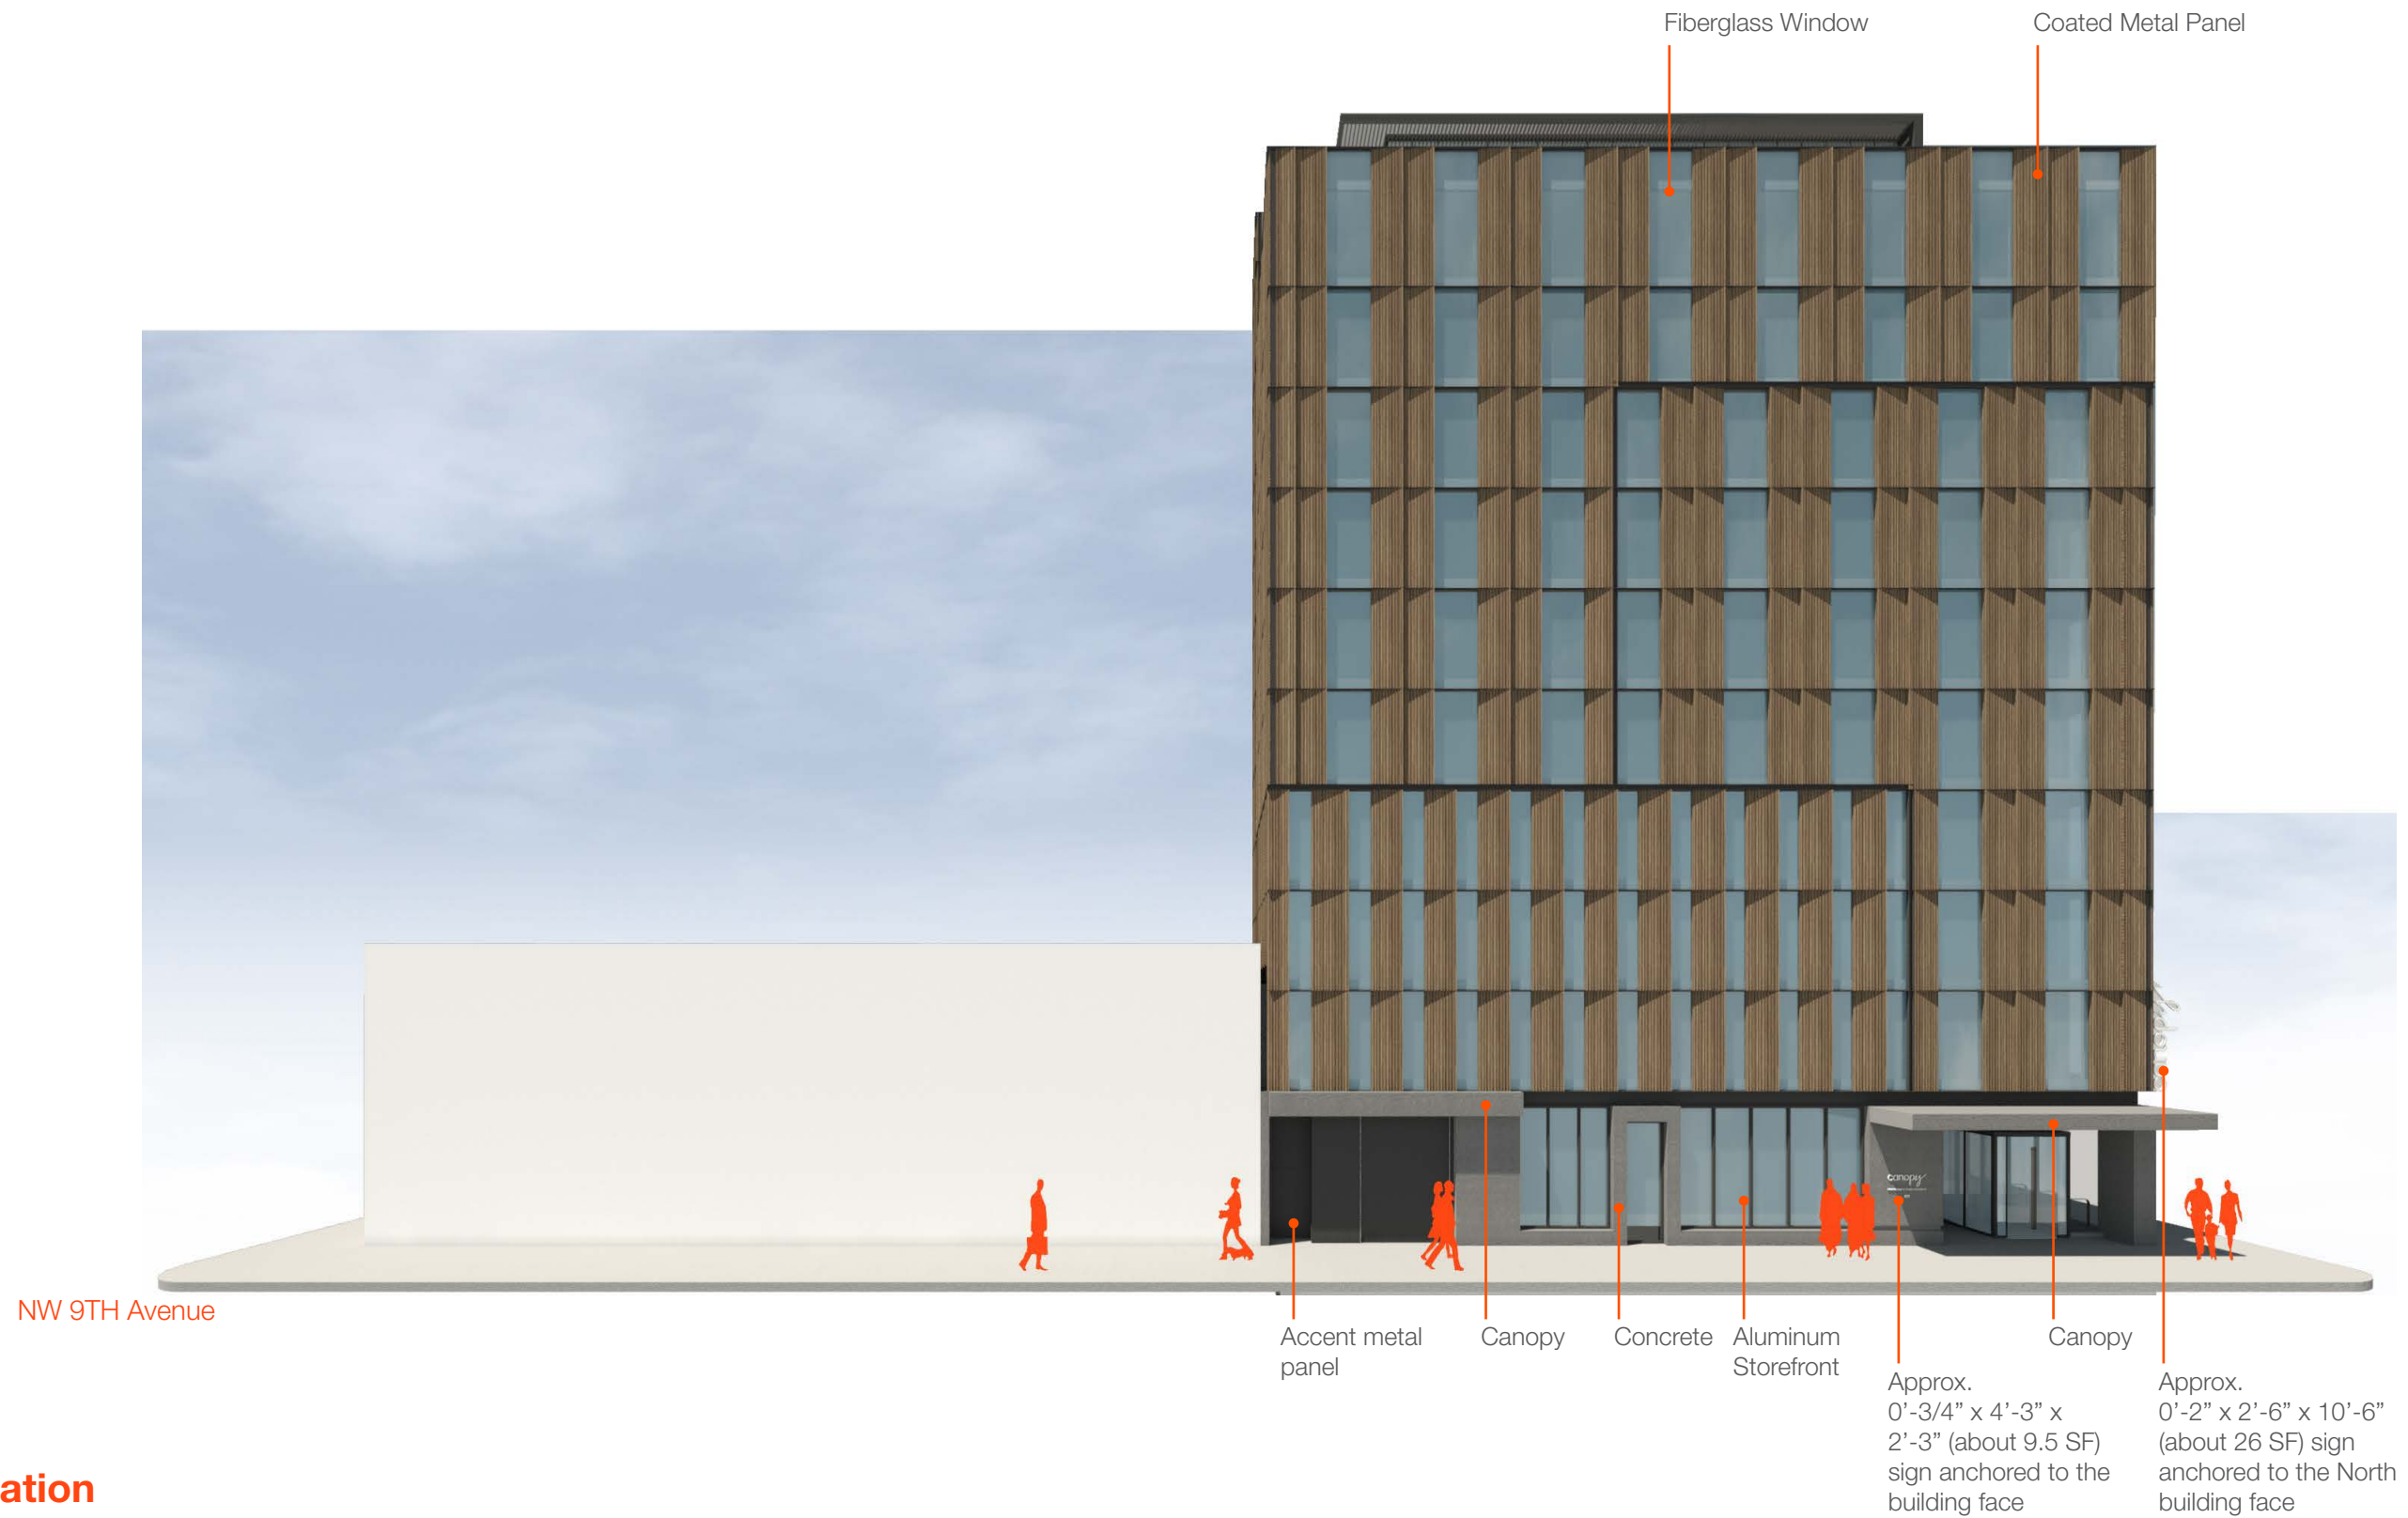 Fiberglass Window
Coated Metal Panel
canopy
NW 9TH Avenue
Accent metal
panel
Canopy
Concrete
Aluminum
Storefront
Canopy
Approx.
0’-3/4” x 4’-3” x
2’-3” (about 9.5 SF)
sign anchored to the
building face
Approx.
0’-2” x 2’-6” x 10’-6”
(about 26 SF) sign
anchored to the North
building face
ation